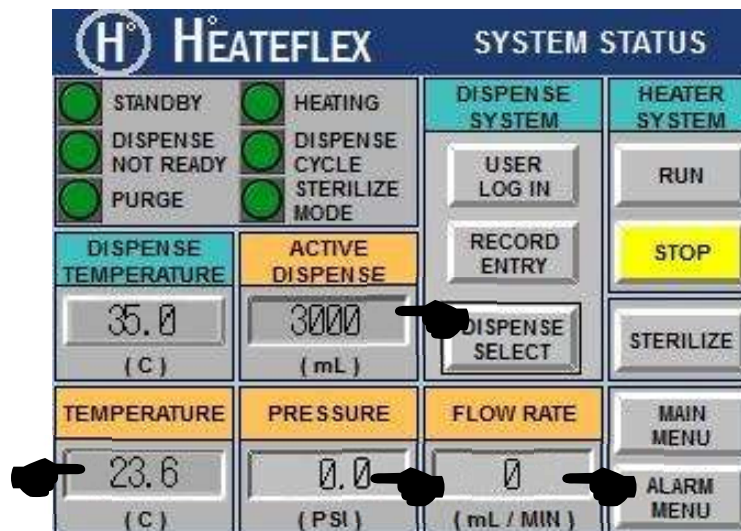 H° HEATEFLEX
SYSTEM STATUS
STANDBY
HEATING
DISPENSE
NOT READY
DISPENSE
CYCLE
PURGE
STERILIZE
MODE
DISPENSE
SYSTEM
USER
LOG IN
RECORD
ENTRY
DISPENSE
SELECT
HEATER
SYSTEM
RUN
STOP
STERILIZE
DISPENSE
TEMPERATURE
35.0
(C)
ACTIVE
DISPENSE
3000
(mL)
TEMPERATURE
23.6
(C)
PRESSURE
0.0
(PSI)
FLOW RATE
0
(mL / MIN)
MAIN
MENU
ALARM
MENU